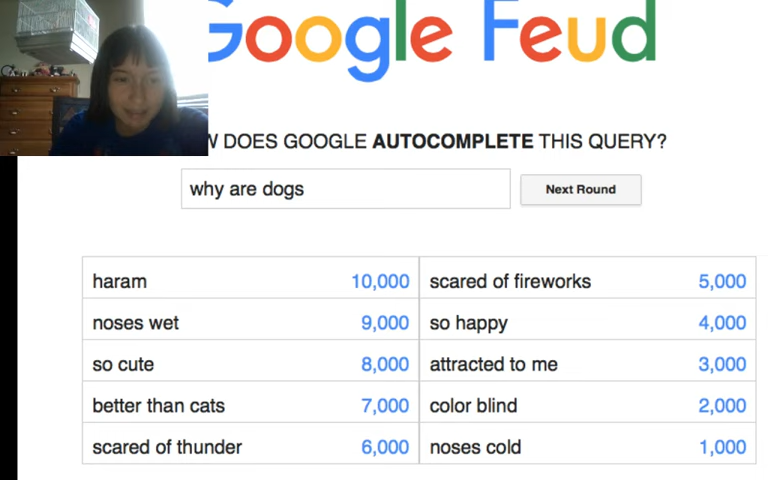 Google Feud
W DOES GOOGLE AUTOCOMPLETE THIS QUERY?
why are dogs
Next Round
haram 10,000 scared of fireworks 5,000
noses wet 9,000 so happy 4,000
so cute 8,000 attracted to me 3,000
better than cats 7,000 color blind 2,000
scared of thunder 6,000 noses cold 1,000